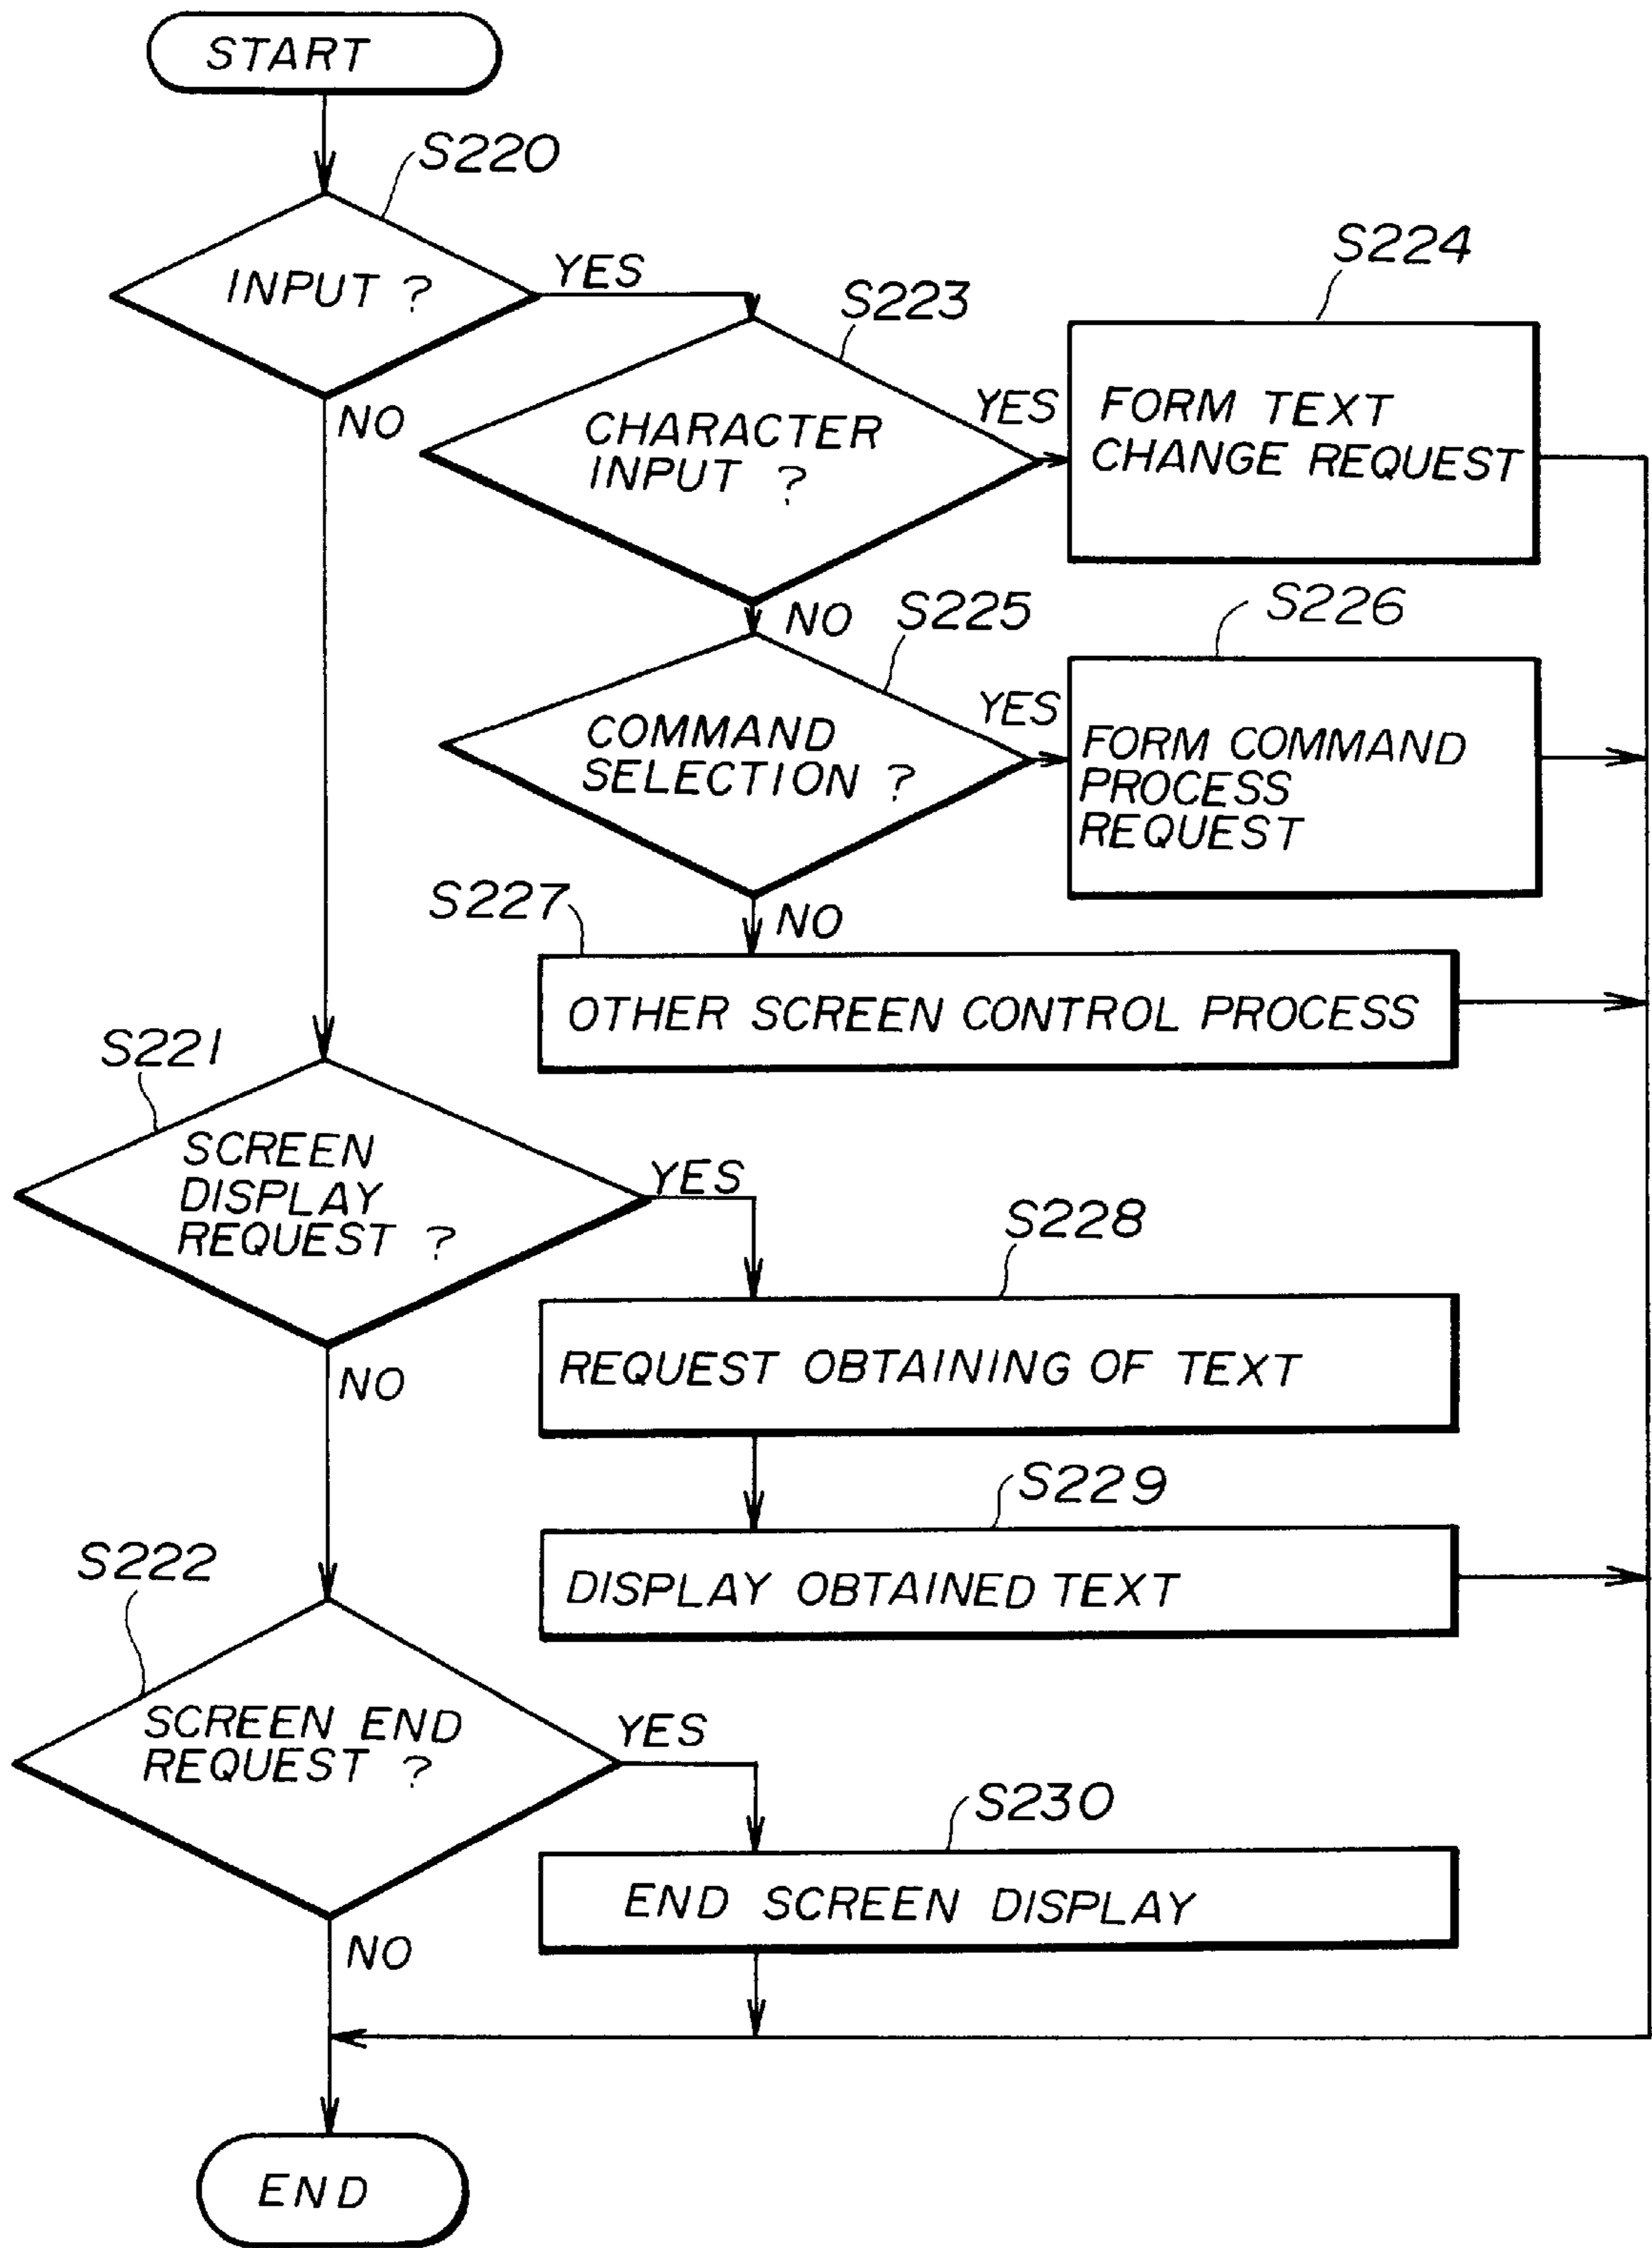 START
S220
INPUT ?
YES
NO
S223
CHARACTER
INPUT ?
YES
S224
FORM TEXT
CHANGE REQUEST
NO
S225
COMMAND
SELECTION ?
YES
S226
FORM COMMAND
PROCESS
REQUEST
NO
S227
OTHER SCREEN CONTROL PROCESS
S221
SCREEN
DISPLAY
REQUEST ?
YES
NO
S228
REQUEST OBTAINING OF TEXT
S229
DISPLAY OBTAINED TEXT
S222
SCREEN END
REQUEST ?
YES
NO
S230
END SCREEN DISPLAY
END